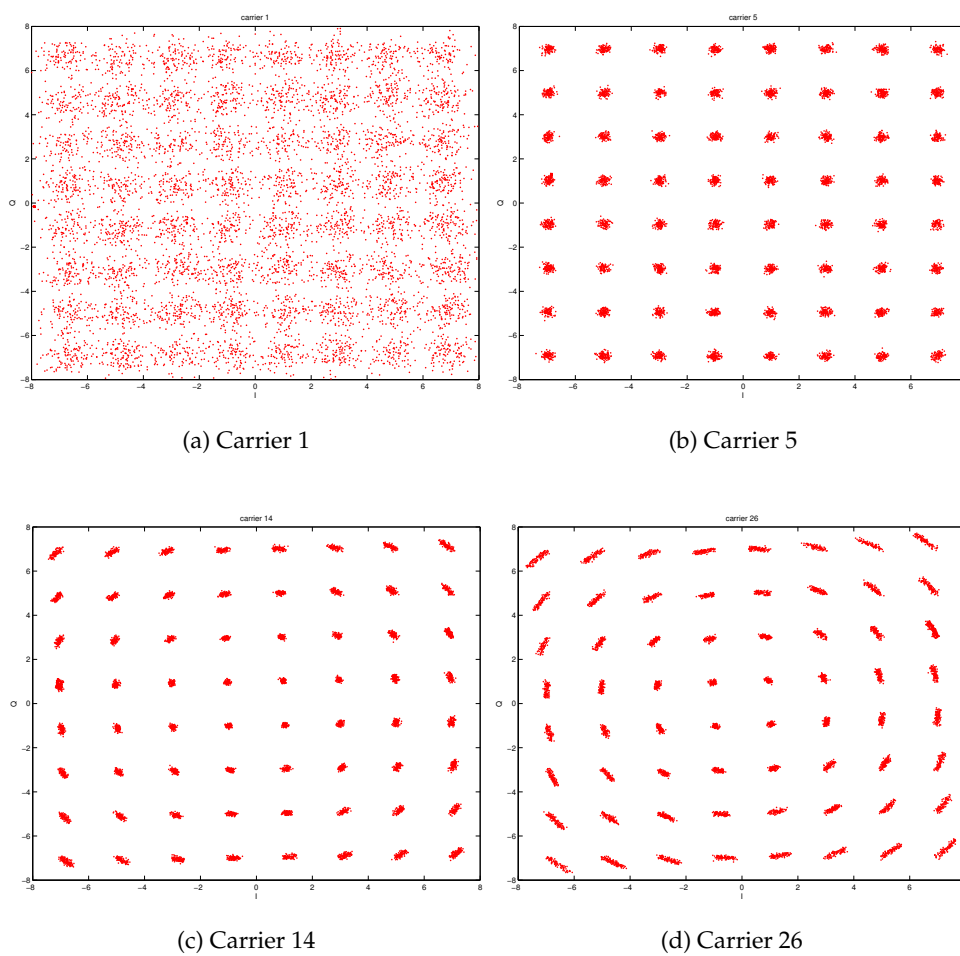 carrier 1
8
6
4
2
0
−2
−4
−6
−8
−8 −6 −4 −2 0 2 4 6 8
Q
I
(a) Carrier 1
carrier 5
8
6
4
2
0
−2
−4
−6
−8
−8 −6 −4 −2 0 2 4 6 8
Q
I
(b) Carrier 5
carrier 14
8
6
4
2
0
−2
−4
−6
−8
−8 −6 −4 −2 0 2 4 6 8
Q
I
(c) Carrier 14
carrier 26
8
6
4
2
0
−2
−4
−6
−8
−8 −6 −4 −2 0 2 4 6
Q
I
(d) Carrier 26